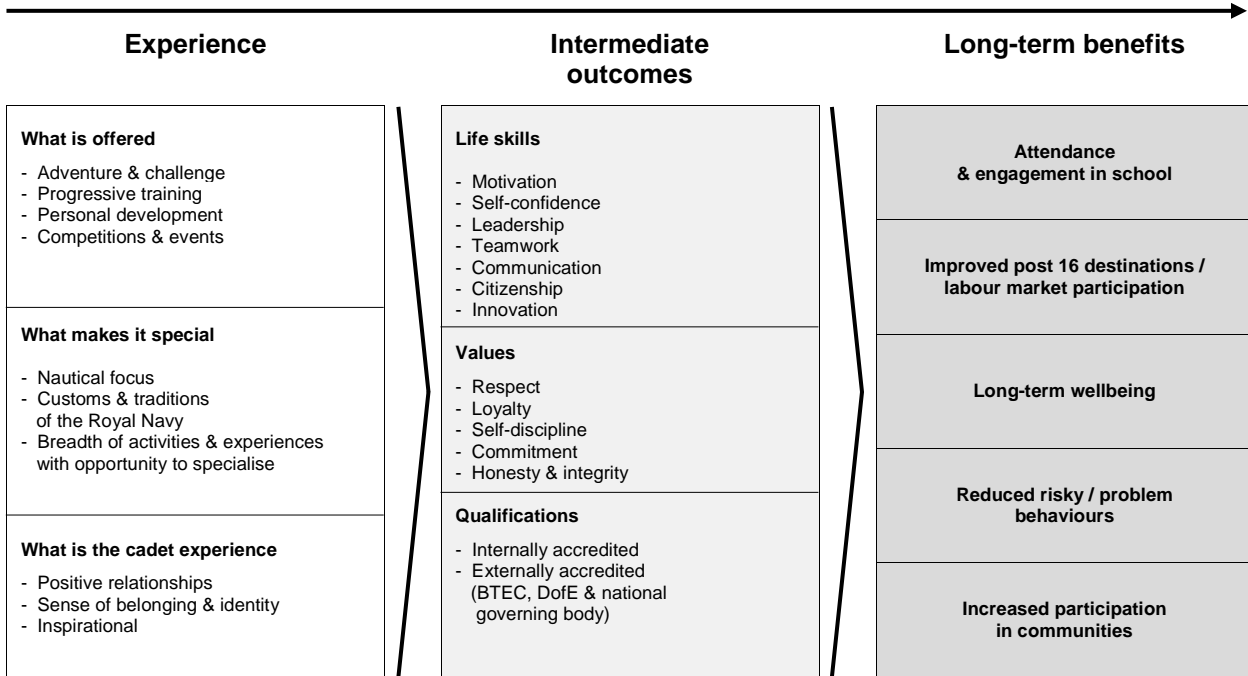 Experience
Intermediate
outcomes
Long-term benefits
What is offered
- Adventure & challenge
- Progressive training
- Personal development
- Competitions & events
What makes it special
- Nautical focus
- Customs & traditions
of the Royal Navy
- Breadth of activities & experiences
with opportunity to specialise
What is the cadet experience
- Positive relationships
- Sense of belonging & identity
- Inspirational
Life skills
- Motivation
- Self-confidence
- Leadership
- Teamwork
- Communication
- Citizenship
- Innovation
Values
- Respect
- Loyalty
- Self-discipline
- Commitment
- Honesty & integrity
Qualifications
- Internally accredited
- Externally accredited
(BTEC, DofE & national
governing body)
Attendance
& engagement in school
Improved post 16 destinations /
labour market participation
Long-term wellbeing
Reduced risky / problem
behaviours
Increased participation
in communities